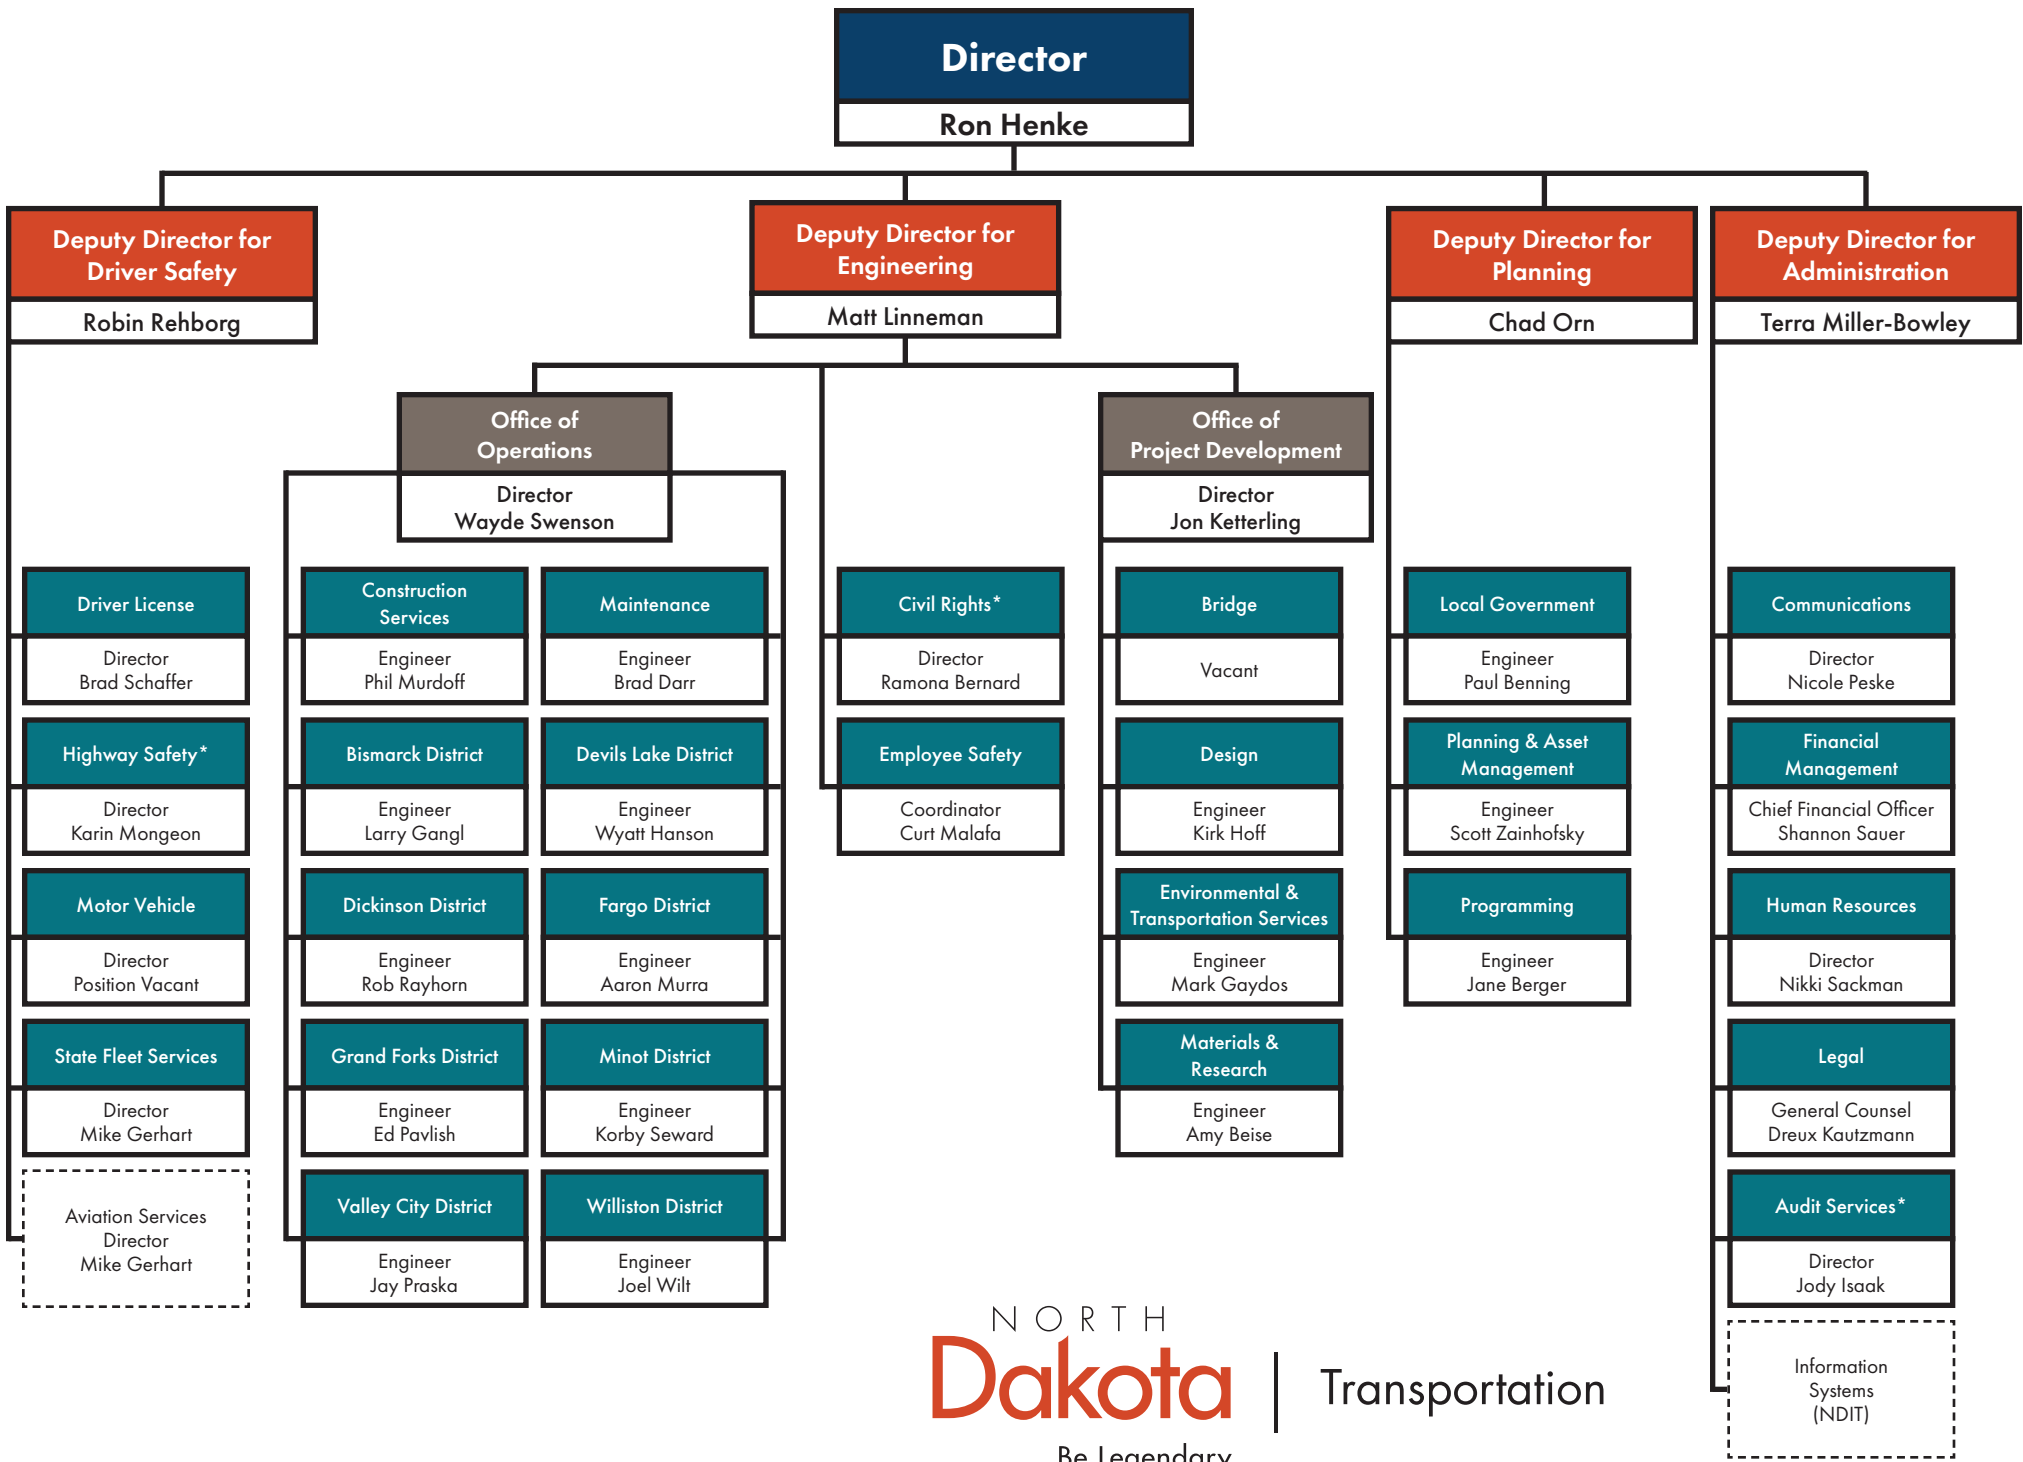 Director
Ron Henke
Deputy Director for
Driver Safety
Robin Rehborg
Deputy Director for
Engineering
Matt Linneman
Deputy Director for
Planning
Chad Orn
Deputy Director for
Administration
Terra Miller-Bowley
Office of
Operations
Director
Wayde Swenson
Office of
Project Development
Director
Jon Ketterling
Driver License
Director
Brad Schaffer
Highway Safety*
Director
Karin Mongeon
Motor Vehicle
Director
Position Vacant
State Fleet Services
Director
Mike Gerhart
Aviation Services
Director
Mike Gerhart
Construction
Services
Engineer
Phil Murdoff
Bismarck District
Engineer
Larry Gangl
Dickinson District
Engineer
Rob Rayhorn
Grand Forks District
Engineer
Ed Pavlish
Valley City District
Engineer
Jay Praska
Maintenance
Engineer
Brad Darr
Devils Lake District
Engineer
Wyatt Hanson
Fargo District
Engineer
Aaron Murra
Minot District
Engineer
Korby Seward
Williston District
Engineer
Joel Wilt
Civil Rights*
Director
Ramona Bernard
Employee Safety
Coordinator
Curt Malafa
Bridge
Vacant
Design
Engineer
Kirk Hoff
Environmental &
Transportation Services
Engineer
Mark Gaydos
Materials &
Research
Engineer
Amy Beise
Local Government
Engineer
Paul Benning
Planning & Asset
Management
Engineer
Scott Zainhofsky
Programming
Engineer
Jane Berger
Communications
Director
Nicole Peske
Financial
Management
Chief Financial Officer
Shannon Sauer
Human Resources
Director
Nikki Sackman
Legal
General Counsel
Dreux Kautzmann
Audit Services*
Director
Jody Isaak
Information
Systems
(NDIT)
NORTH
Dakota
Be Legendary
Transportation